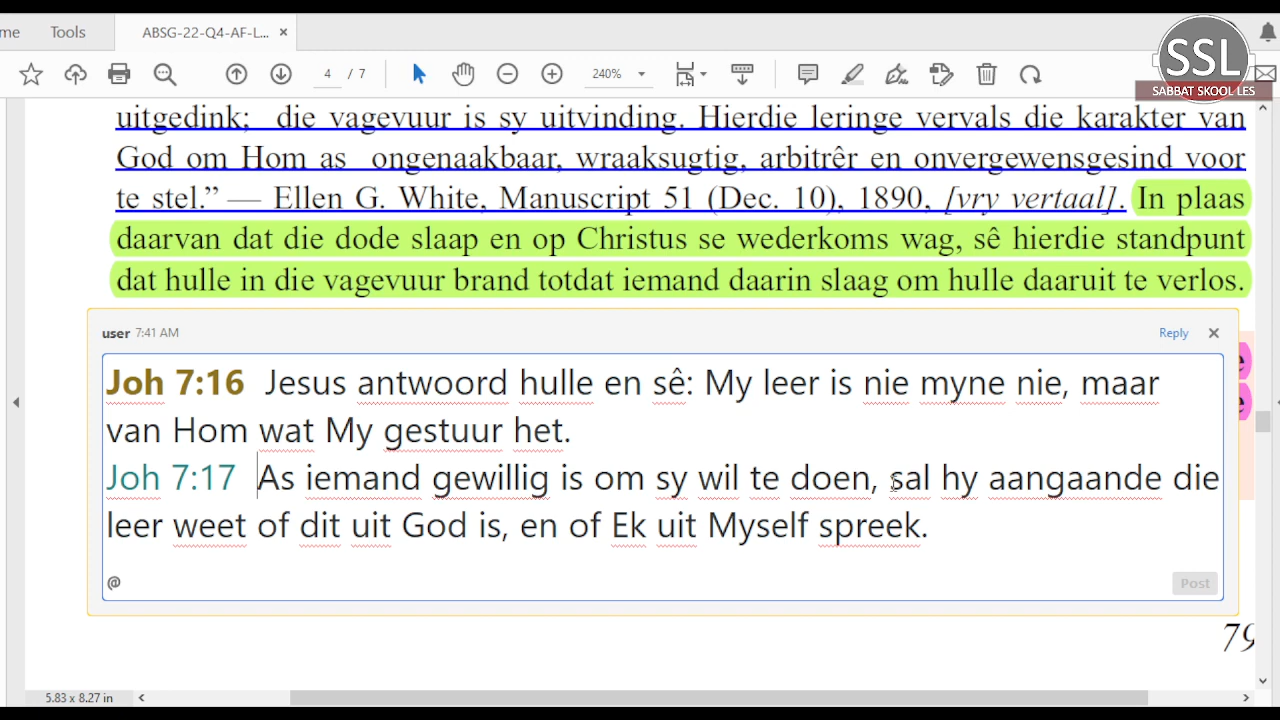 me Tools ABSG-22-Q4-AF-L... ×
4 / 7 240%
SSL
SABBAT SKOOL LES
uitgedink; die vagevuur is sy uitvinding. Hierdie leringe vervals die karakter van
God om Hom as ongenaakbaar, wraaksugtig, arbitrêr en onvergewensgesind voor
te stel.” — Ellen G. White, Manuscript 51 (Dec. 10), 1890, [vry vertaal]. In plaas
daarvan dat die dode slaap en op Christus se wederkoms wag, sê hierdie standpunt
dat hulle in die vagevuur brand totdat iemand daarin slaag om hulle daaruit te verlos.
user 7:41 AM Reply
Joh 7:16 Jesus antwoord hulle en sê: My leer is nie myne nie, maar
van Hom wat My gestuur het.
Joh 7:17 As iemand gewillig is om sy wil te doen, sal hy aangaande die
leer weet of dit uit God is, en of Ek uit Myself spreek.
@ Post
79
5.83 x 8.27 in